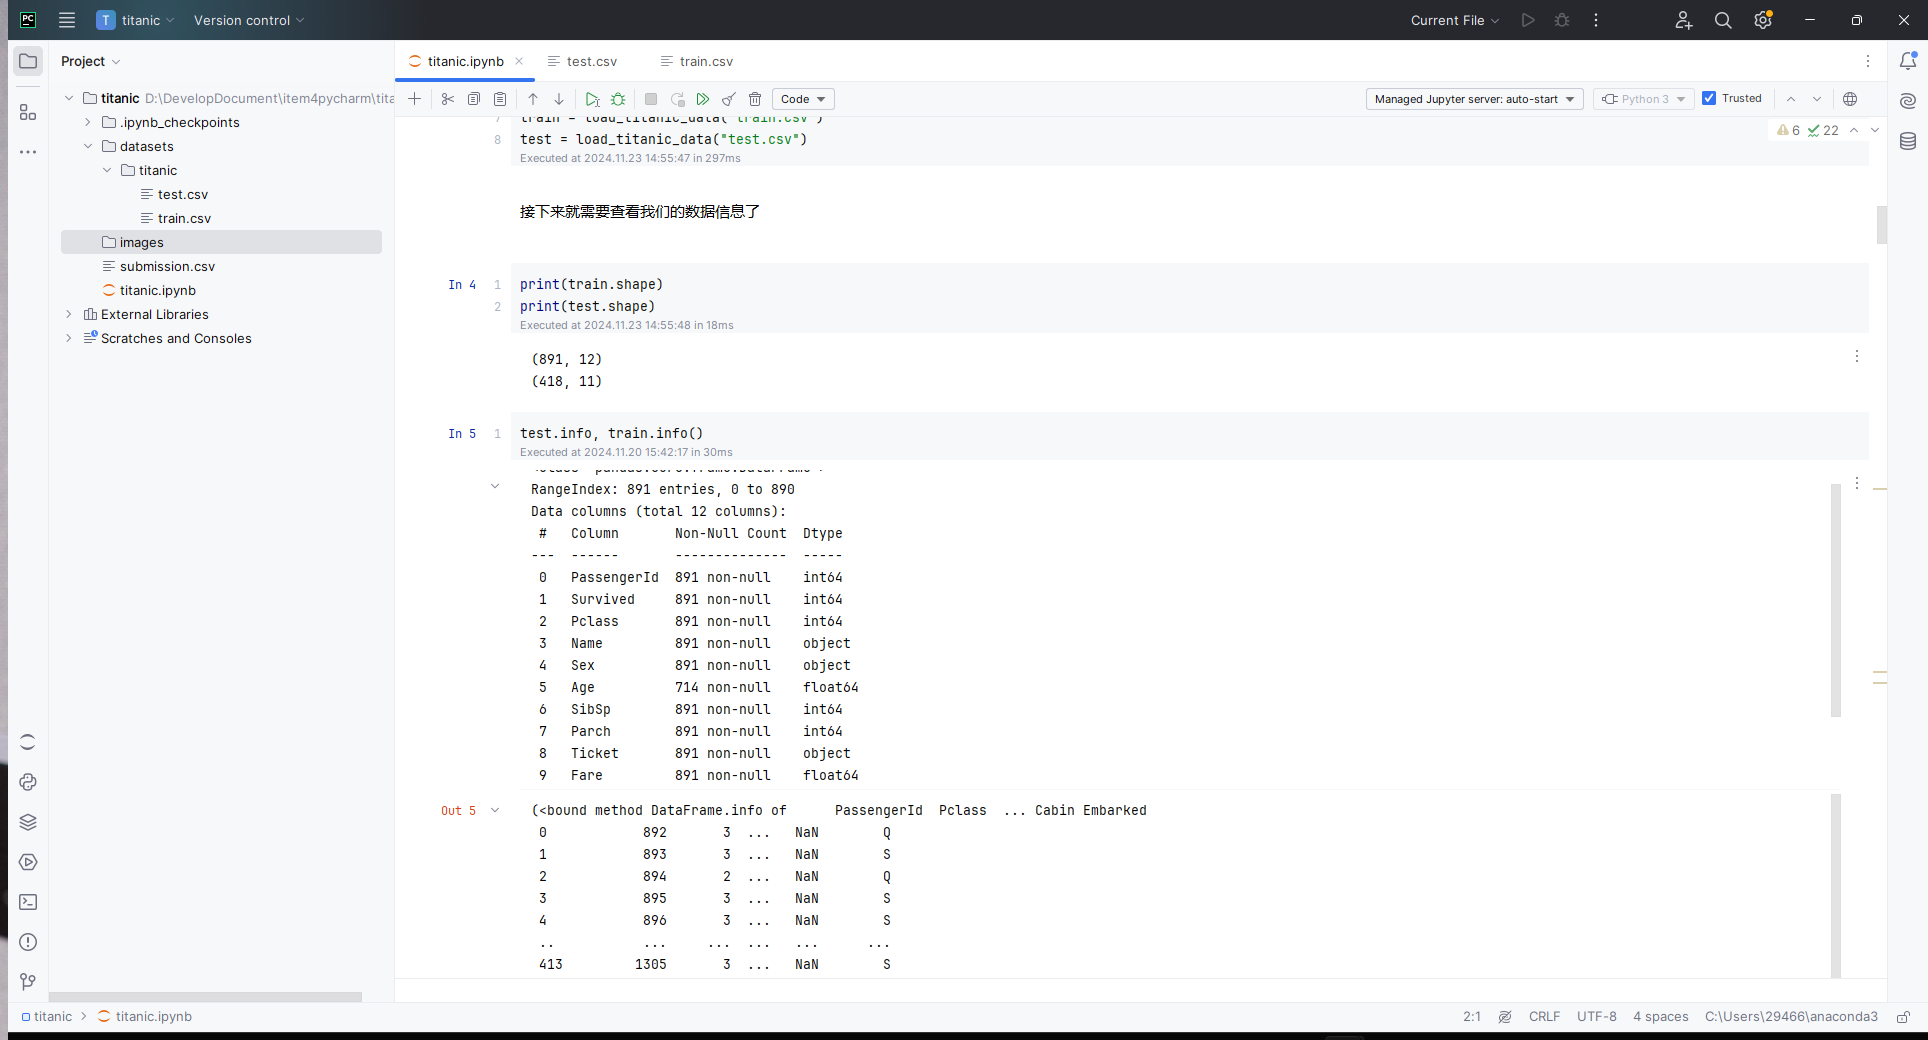 PC
T titanic
Version control
Current File
Project
titanic.ipynb
test.csv
train.csv
titanic D:\DevelopDocument\item4pycharm\tita
.ipynb_checkpoints
datasets
titanic
test.csv
train.csv
images
submission.csv
titanic.ipynb
External Libraries
Scratches and Consoles
Code
Managed Jupyter server: auto-start
Python 3
Trusted
6
22
7 train = load_titanic_data("train.csv")
8 test = load_titanic_data("test.csv")
Executed at 2024.11.23 14:55:47 in 297ms
接下来就需要查看我们的数据信息了
In 4 1 print(train.shape)
2 print(test.shape)
Executed at 2024.11.23 14:55:48 in 18ms
(891, 12)
(418, 11)
In 5 1 test.info, train.info()
Executed at 2024.11.20 15:42:17 in 30ms
<class 'pandas.core.frame.DataFrame'>
RangeIndex: 891 entries, 0 to 890
Data columns (total 12 columns):
# Column Non-Null Count Dtype
--- ------ -------------- -----
0 PassengerId 891 non-null int64
1 Survived 891 non-null int64
2 Pclass 891 non-null int64
3 Name 891 non-null object
4 Sex 891 non-null object
5 Age 714 non-null float64
6 SibSp 891 non-null int64
7 Parch 891 non-null int64
8 Ticket 891 non-null object
9 Fare 891 non-null float64
Out 5 (<bound method DataFrame.info of PassengerId Pclass ... Cabin Embarked
0 892 3 ... NaN Q
1 893 3 ... NaN S
2 894 2 ... NaN Q
3 895 3 ... NaN S
4 896 3 ... NaN S
.. ... ... ... ... ...
413 1305 3 ... NaN S
titanic
titanic.ipynb
2:1
CRLF
UTF-8
4 spaces
C:\Users\29466\anaconda3